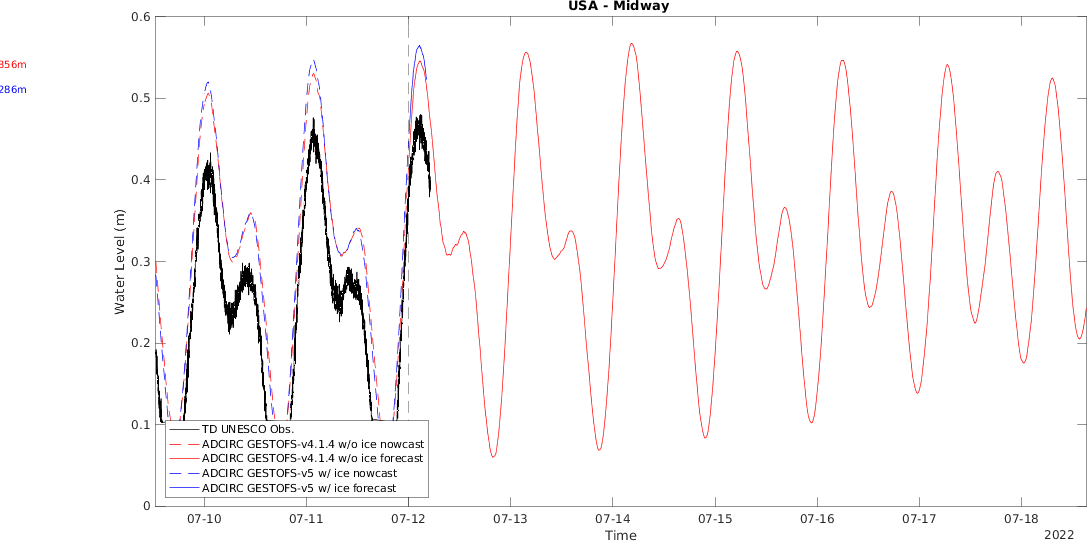 USA - Midway
856m
286m
0.6
0.5
0.4
0.3
0.2
0.1
0
Water Level (m)
TD UNESCO Obs.
ADCIRC GESTOFS-v4.1.4 w/o ice nowcast
ADCIRC GESTOFS-v4.1.4 w/o ice forecast
ADCIRC GESTOFS-v5 w/ ice nowcast
ADCIRC GESTOFS-v5 w/ ice forecast
07-10 07-11 07-12 07-13 07-14 07-15 07-16 07-17 07-18
Time
2022